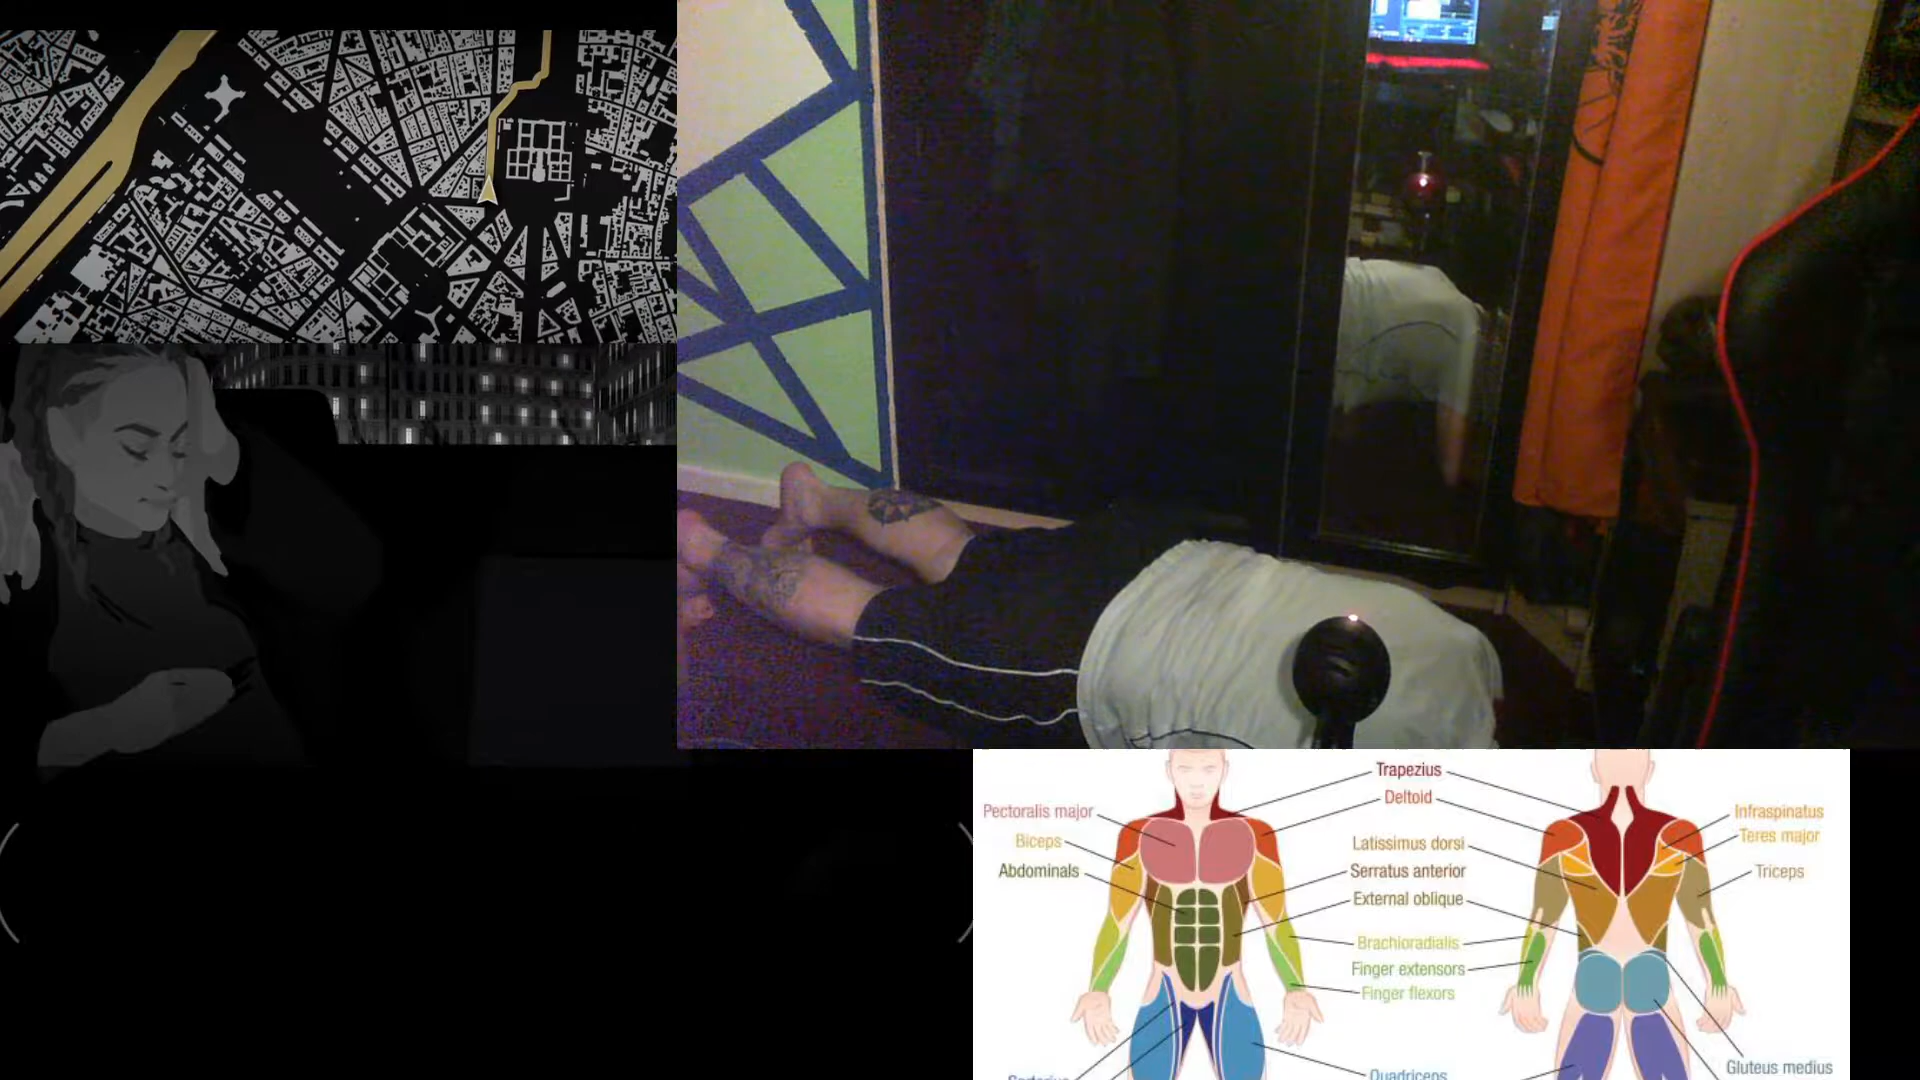 Trapezius
Deltoid
Pectoralis major
Biceps
Abdominals
Latissimus dorsi
Serratus anterior
External oblique
Brachioradialis
Finger extensors
Finger flexors
Infraspinatus
Teres major
Triceps
Quadriceps
Gluteus medius